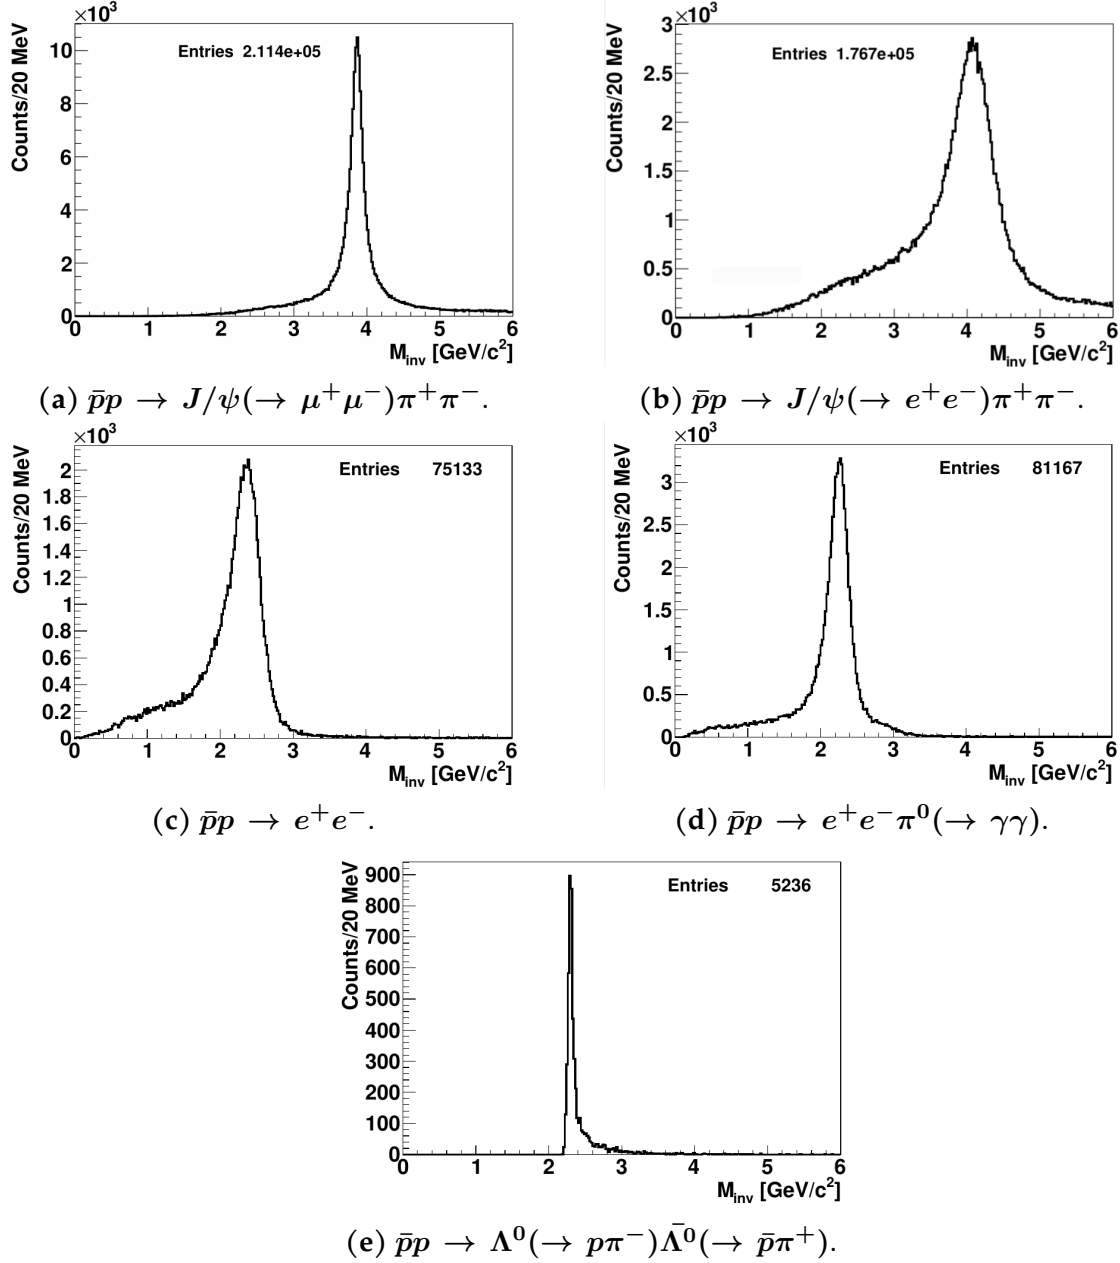 ×10³
Counts/20 MeV
Entries 2.114e+05
10
8
6
4
2
0
0 1 2 3 4 5 6
M_inv [GeV/c²]
(a) p̄p → J/ψ(→ μ⁺μ⁻)π⁺π⁻.
×10³
Counts/20 MeV
Entries 1.767e+05
3
2.5
2
1.5
1
0.5
0
0 1 2 3 4 5 6
M_inv [GeV/c²]
(b) p̄p → J/ψ(→ e⁺e⁻)π⁺π⁻.
×10³
Counts/20 MeV
Entries 75133
2
1.8
1.6
1.4
1.2
1
0.8
0.6
0.4
0.2
0
0 1 2 3 4 5 6
M_inv [GeV/c²]
(c) p̄p → e⁺e⁻.
×10³
Counts/20 MeV
Entries 81167
3
2.5
2
1.5
1
0.5
0
0 1 2 3 4 5 6
M_inv [GeV/c²]
(d) p̄p → e⁺e⁻π⁰(→ γγ).
Counts/20 MeV
Entries 5236
900
800
700
600
500
400
300
200
100
0
0 1 2 3 4 5 6
M_inv [GeV/c²]
(e) p̄p → Λ⁰(→ pπ⁻)Λ̄⁰(→ p̄π⁺).